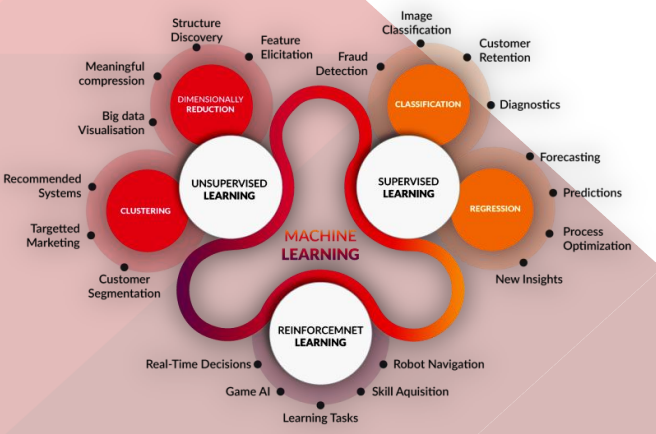 Structure
Discovery
Feature
Elicitation
Meaningful
compression
DIMENSIONALLY
REDUCTION
Big data
Visualisation
UNSUPERVISED
LEARNING
Recommended
Systems
CLUSTERING
Targetted
Marketing
Customer
Segmentation
Image
Classification
Customer
Retention
Fraud
Detection
CLASSIFICATION
Diagnostics
SUPERVISED
LEARNING
Forecasting
Predictions
REGRESSION
Process
Optimization
New Insights
MACHINE
LEARNING
REINFORCEMNET
LEARNING
Real-Time Decisions
Robot Navigation
Game AI
Skill Aquisition
Learning Tasks